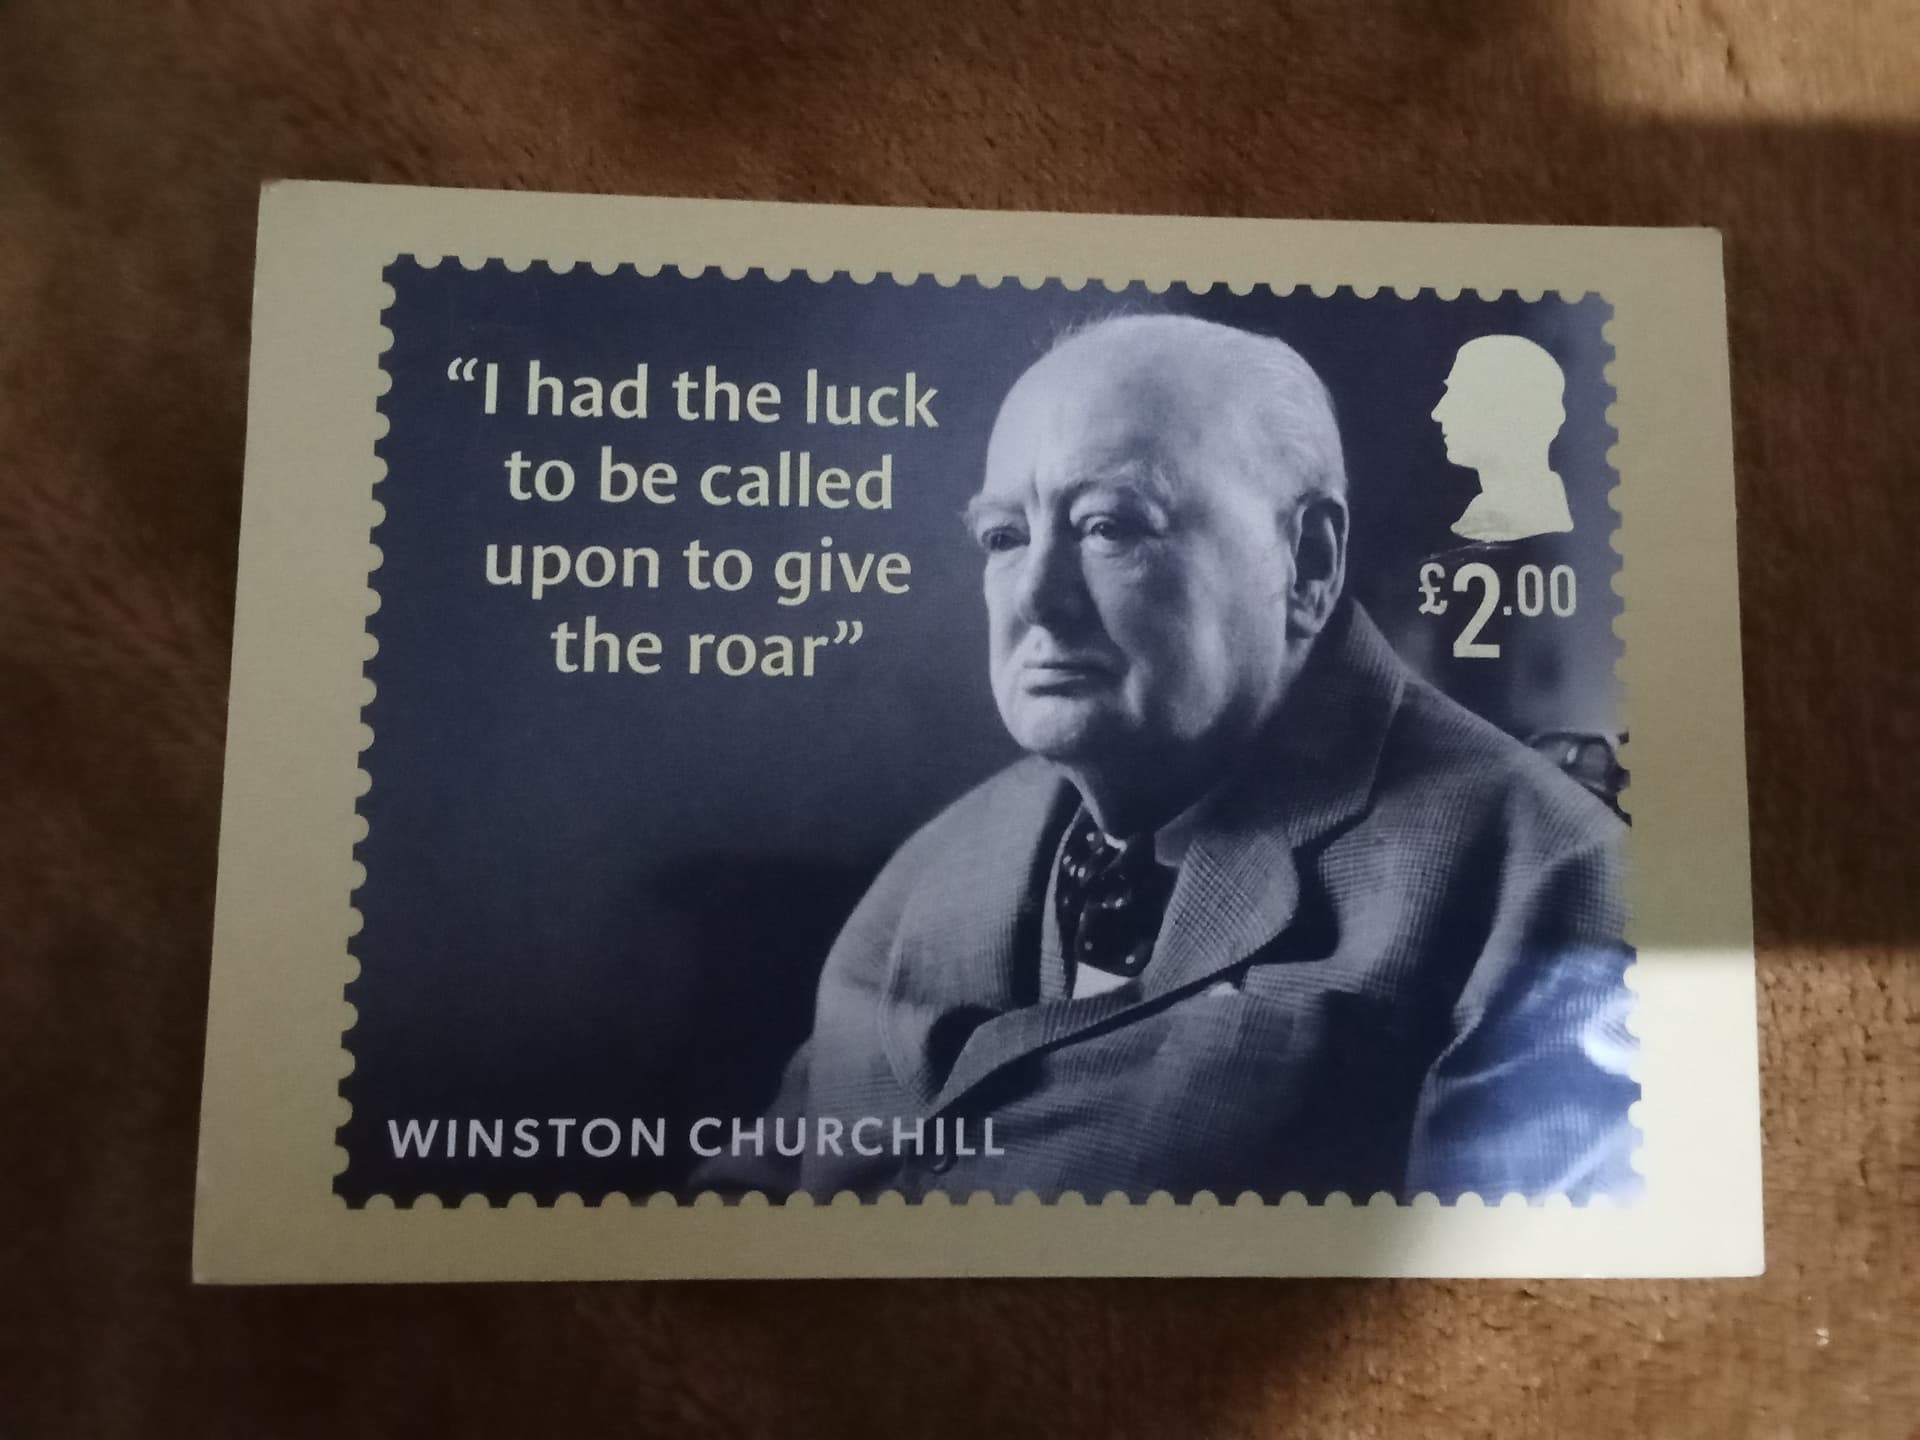 “I had the luck
to be called
upon to give
the roar”
£2.00
WINSTON CHURCHILL